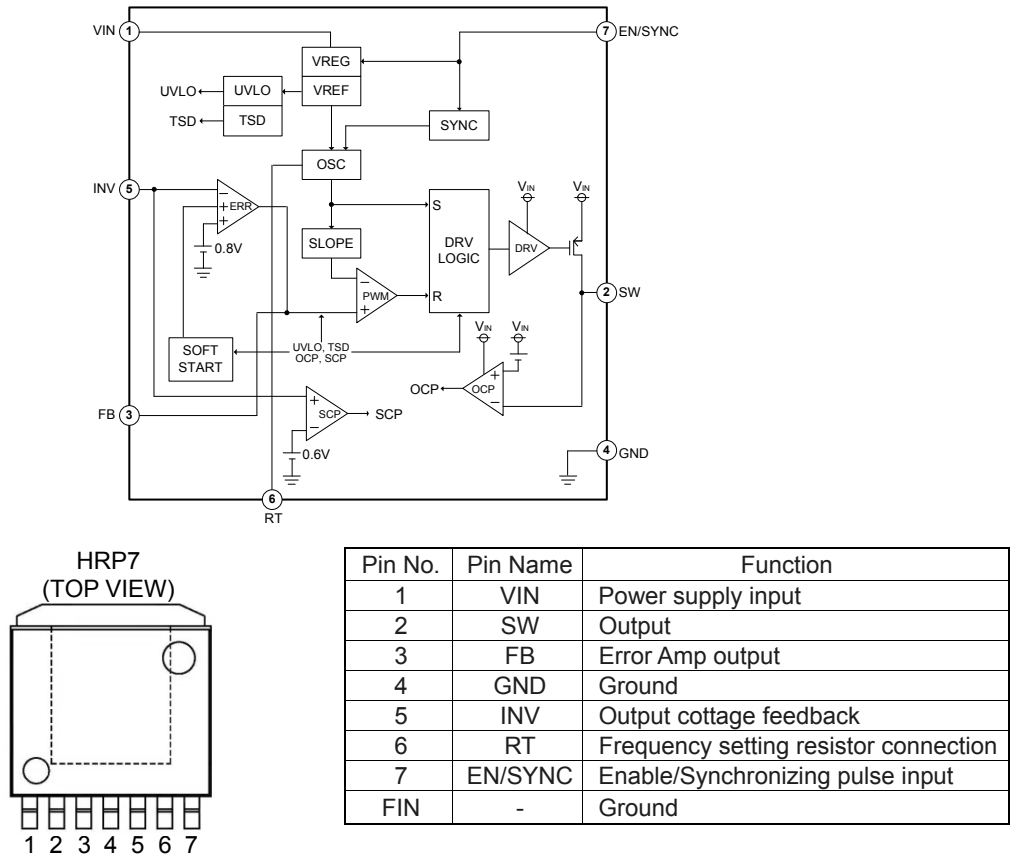 VIN 1
7 EN/SYNC
VREG
UVLO UVLO VREF
TSD TSD
SYNC
OSC
INV 5
VIN VIN
− ERR
+
+
S
0.8V
SLOPE
DRV
LOGIC
DRV
−
PWM
+
R
2 SW
SOFT
START
UVLO, TSD
OCP, SCP
VIN VIN
OCP OCP
+
−
FB 3
+
SCP
−
SCP
0.6V
4 GND
6
RT
HRP7
(TOP VIEW)
1 2 3 4 5 6 7
Pin No. Pin Name Function
1 VIN Power supply input
2 SW Output
3 FB Error Amp output
4 GND Ground
5 INV Output cottage feedback
6 RT Frequency setting resistor connection
7 EN/SYNC Enable/Synchronizing pulse input
FIN - Ground